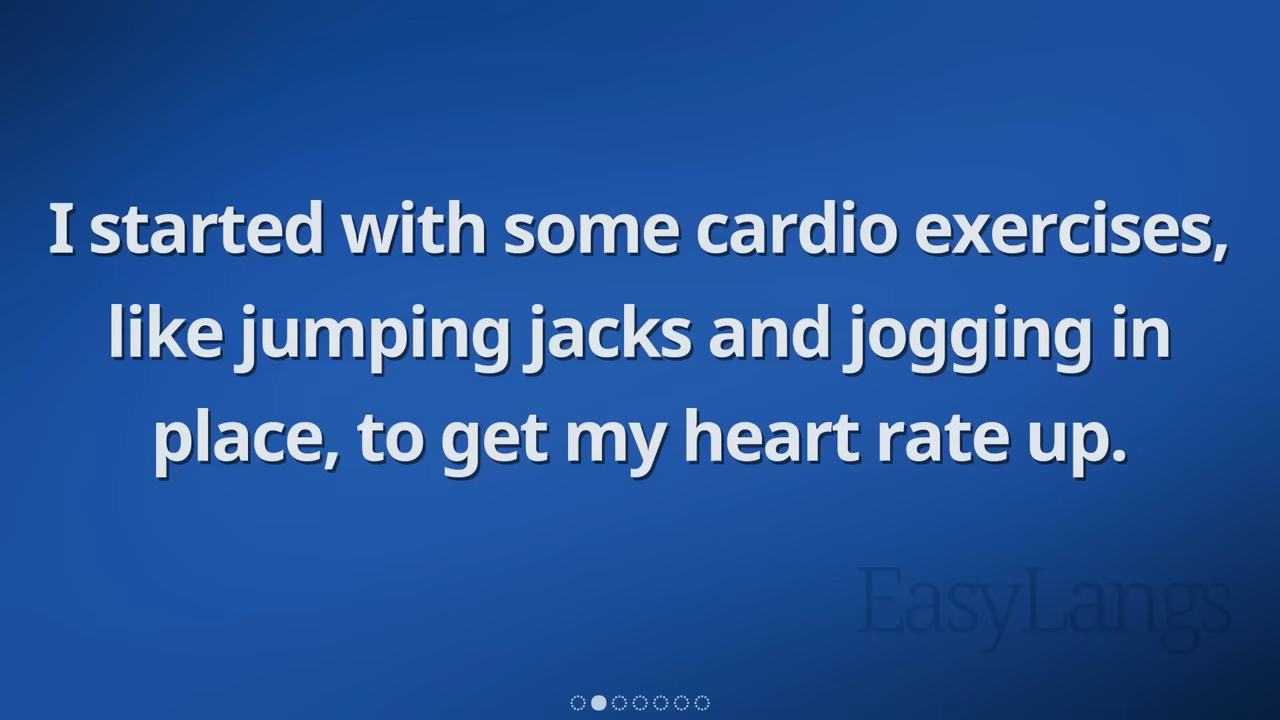 I started with some cardio exercises,
like jumping jacks and jogging in
place, to get my heart rate up.
EasyLangs